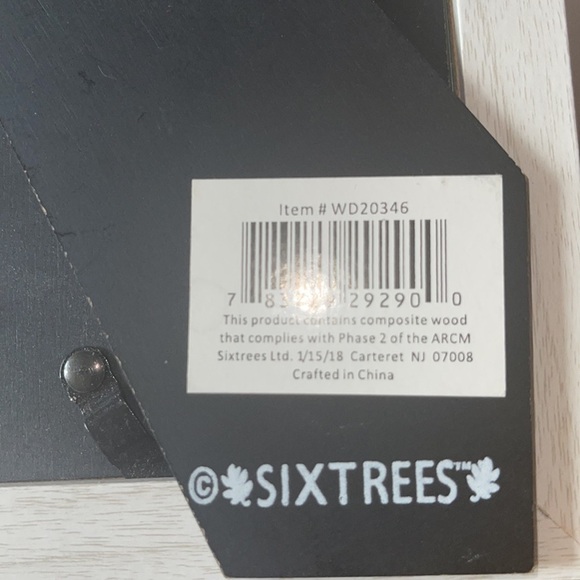 Item # WD20346
7 29290 0
This product contains composite wood
that complies with Phase 2 of the ARCM
Sixtrees Ltd. 1/15/18 Carteret NJ 07008
Crafted in China
© SIXTREES™